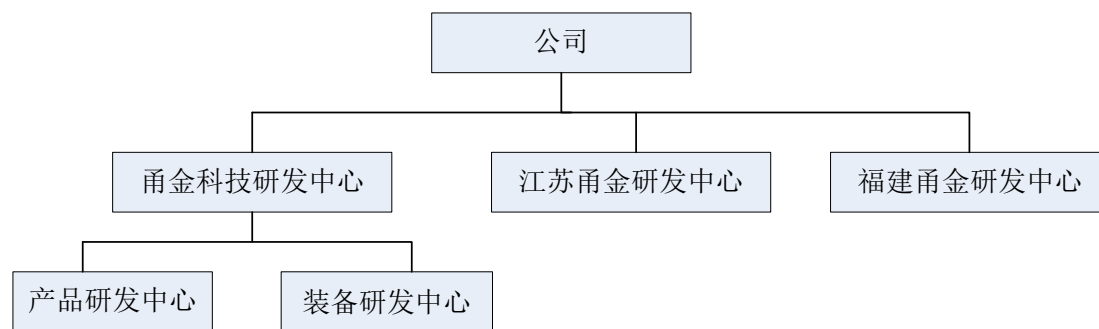 公司
甬金科技研发中心
江苏甬金研发中心
福建甬金研发中心
产品研发中心
装备研发中心